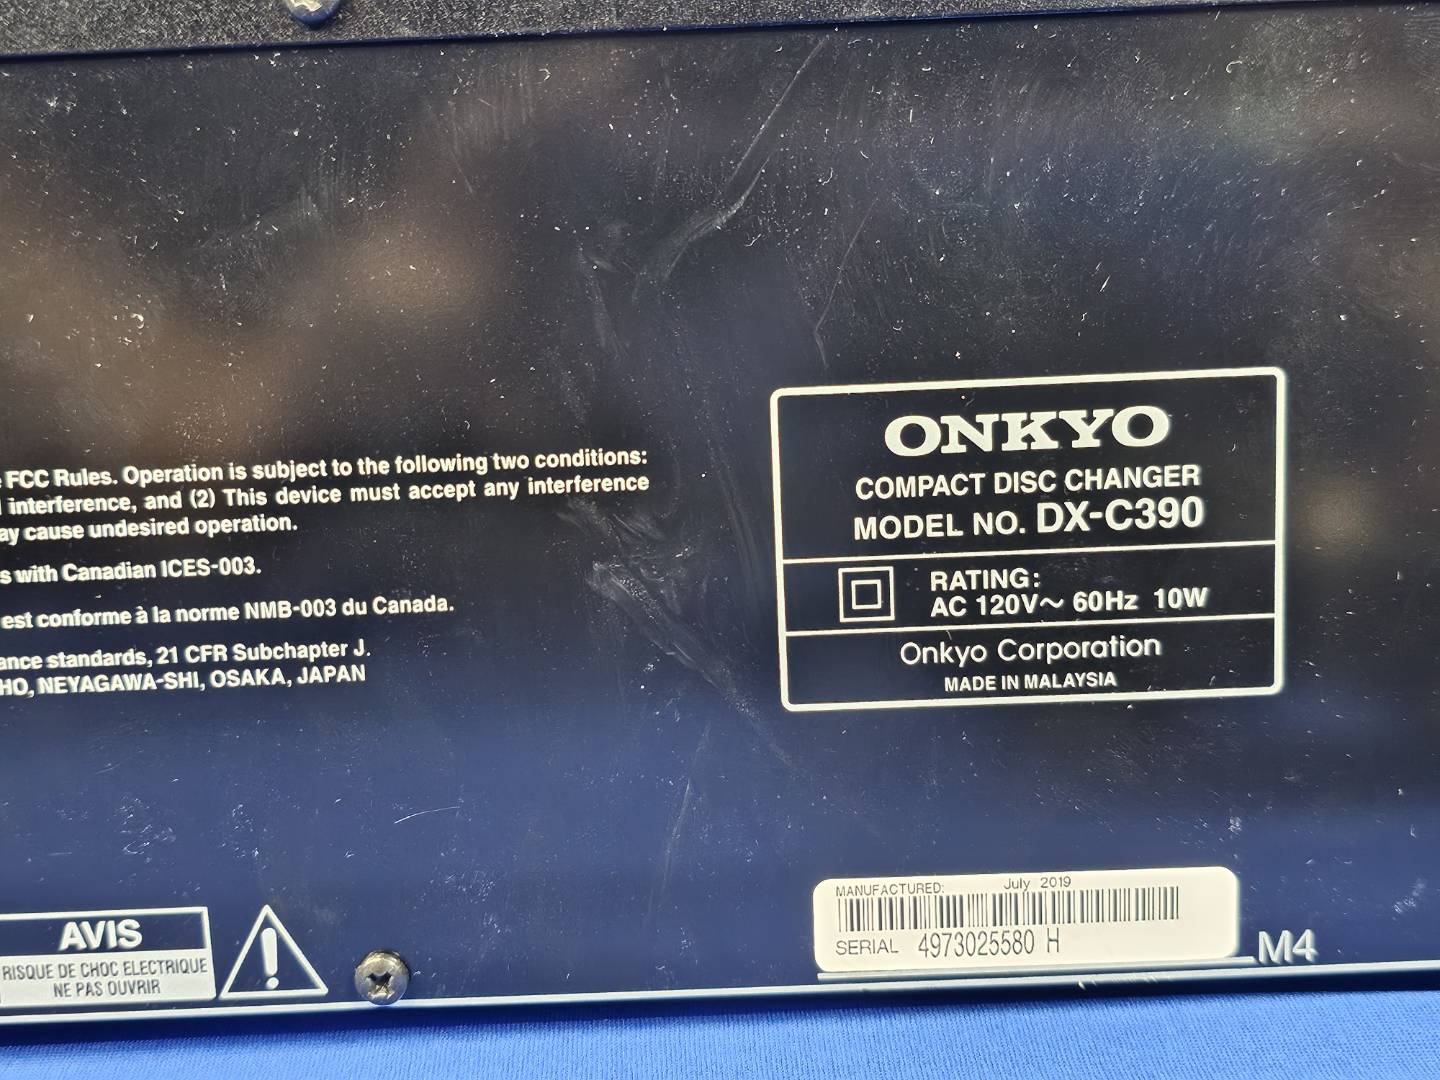 FCC Rules. Operation is subject to the following two conditions:
interference, and (2) This device must accept any interference
cause undesired operation.
with Canadian ICES-003.
est conforme à la norme NMB-003 du Canada.
standards, 21 CFR Subchapter J.
NEYAGAWA-SHI, OSAKA, JAPAN
ONKYO
COMPACT DISC CHANGER
MODEL NO. DX-C390
RATING:
AC 120V~ 60Hz 10W
Onkyo Corporation
MADE IN MALAYSIA
AVIS
RISQUE DE CHOC ELECTRIQUE
NE PAS OUVRIR
!
MANUFACTURED: July 2019
SERIAL 4973025580 H
M4